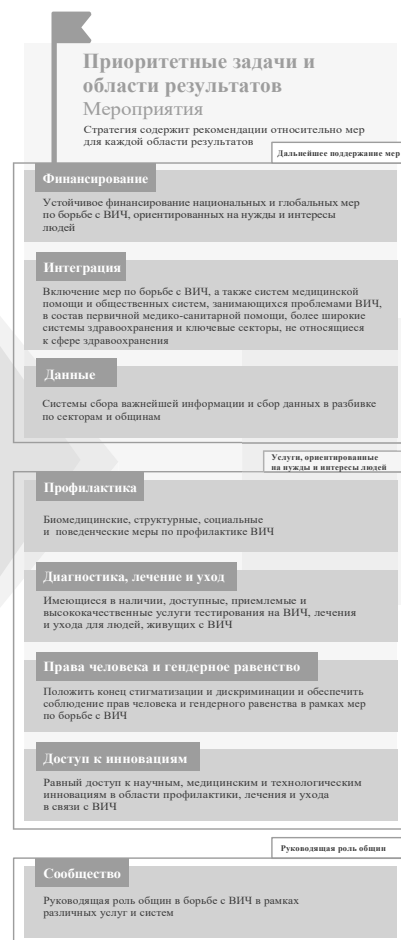 Приоритетные задачи и
области результатов
Мероприятия
Стратегия содержит рекомендации относительно мер
для каждой области результатов
Дальнейшее поддержание мер
Финансирование
Устойчивое финансирование национальных и глобальных мер
по борьбе с ВИЧ, ориентированных на нужды и интересы
людей
Интеграция
Включение мер по борьбе с ВИЧ, а также систем медицинской
помощи и общественных систем, занимающихся проблемами ВИЧ,
в состав первичной медико-санитарной помощи, более широкие
системы здравоохранения и ключевые секторы, не относящиеся
к сфере здравоохранения
Данные
Системы сбора важнейшей информации и сбор данных в разбивке
по секторам и общинам
Услуги, ориентированные
на нужды и интересы людей
Профилактика
Биомедицинские, структурные, социальные
и поведенческие меры по профилактике ВИЧ
Диагностика, лечение и уход
Имеющиеся в наличии, доступные, приемлемые и
высококачественные услуги тестирования на ВИЧ, лечения
и ухода для людей, живущих с ВИЧ
Права человека и гендерное равенство
Положить конец стигматизации и дискриминации и обеспечить
соблюдение прав человека и гендерного равенства в рамках мер
по борьбе с ВИЧ
Доступ к инновациям
Равный доступ к научным, медицинским и технологическим
инновациям в области профилактики, лечения и ухода
в связи с ВИЧ
Руководящая роль общин
Сообщество
Руководящая роль общин в борьбе с ВИЧ в рамках
различных услуг и систем